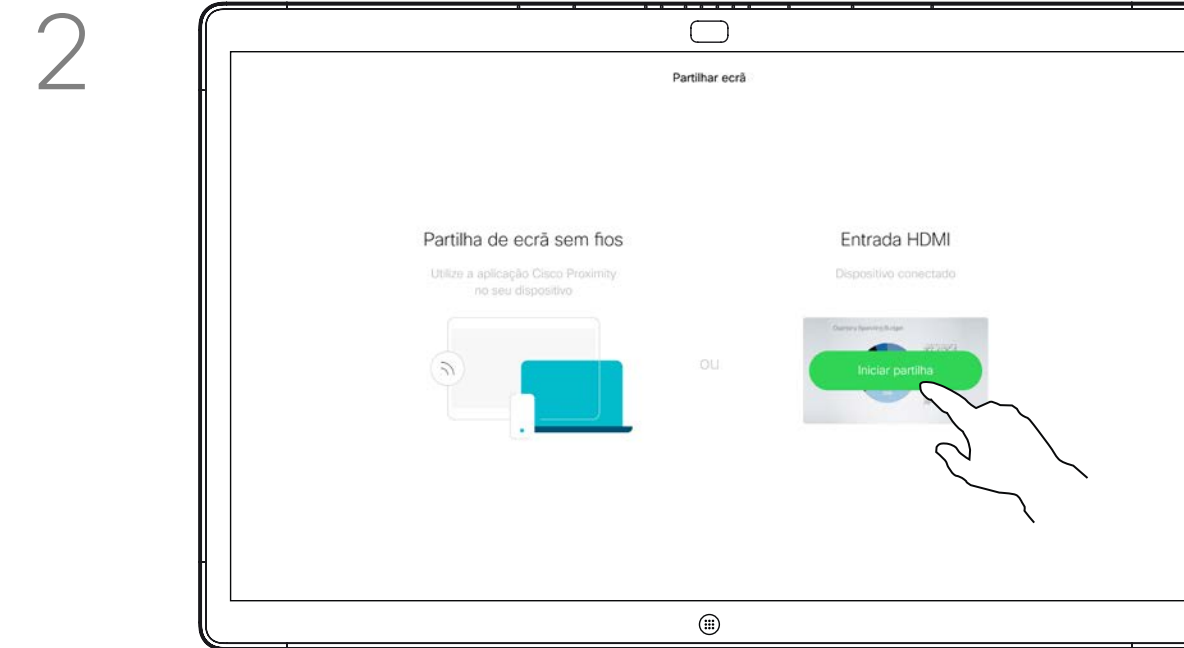 2
Partilhar ecrã
Partilha de ecrã sem fios
Utilize a aplicação Cisco Proximity
no seu dispositivo
ou
Entrada HDMI
Dispositivo conectado
Iniciar partilha